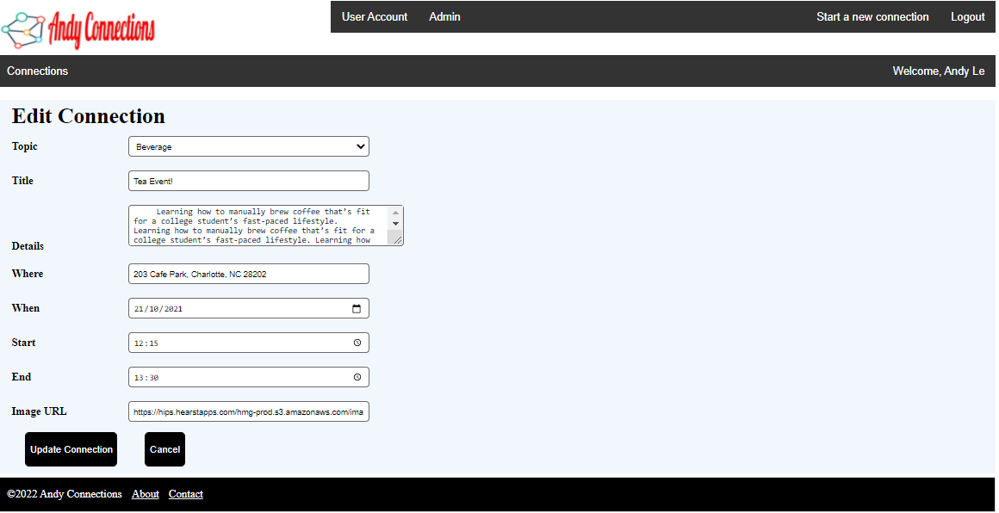 Andy Connections
User Account Admin Start a new connection Logout
Connections Welcome, Andy Le
Edit Connection
Topic Beverage
Title Tea Event!
Learning how to manually brew coffee that’s fit
for a college student’s fast-paced lifestyle.
Learning how to manually brew coffee that’s fit for a
college student’s fast-paced lifestyle. Learning how
Details
Where 203 Cafe Park, Charlotte, NC 28202
When 21/10/2021
Start 12:15
End 13:30
Image URL https://hips.hearstapps.com/hmg-prod.s3.amazonaws.com/ima
Update Connection Cancel
©2022 Andy Connections About Contact